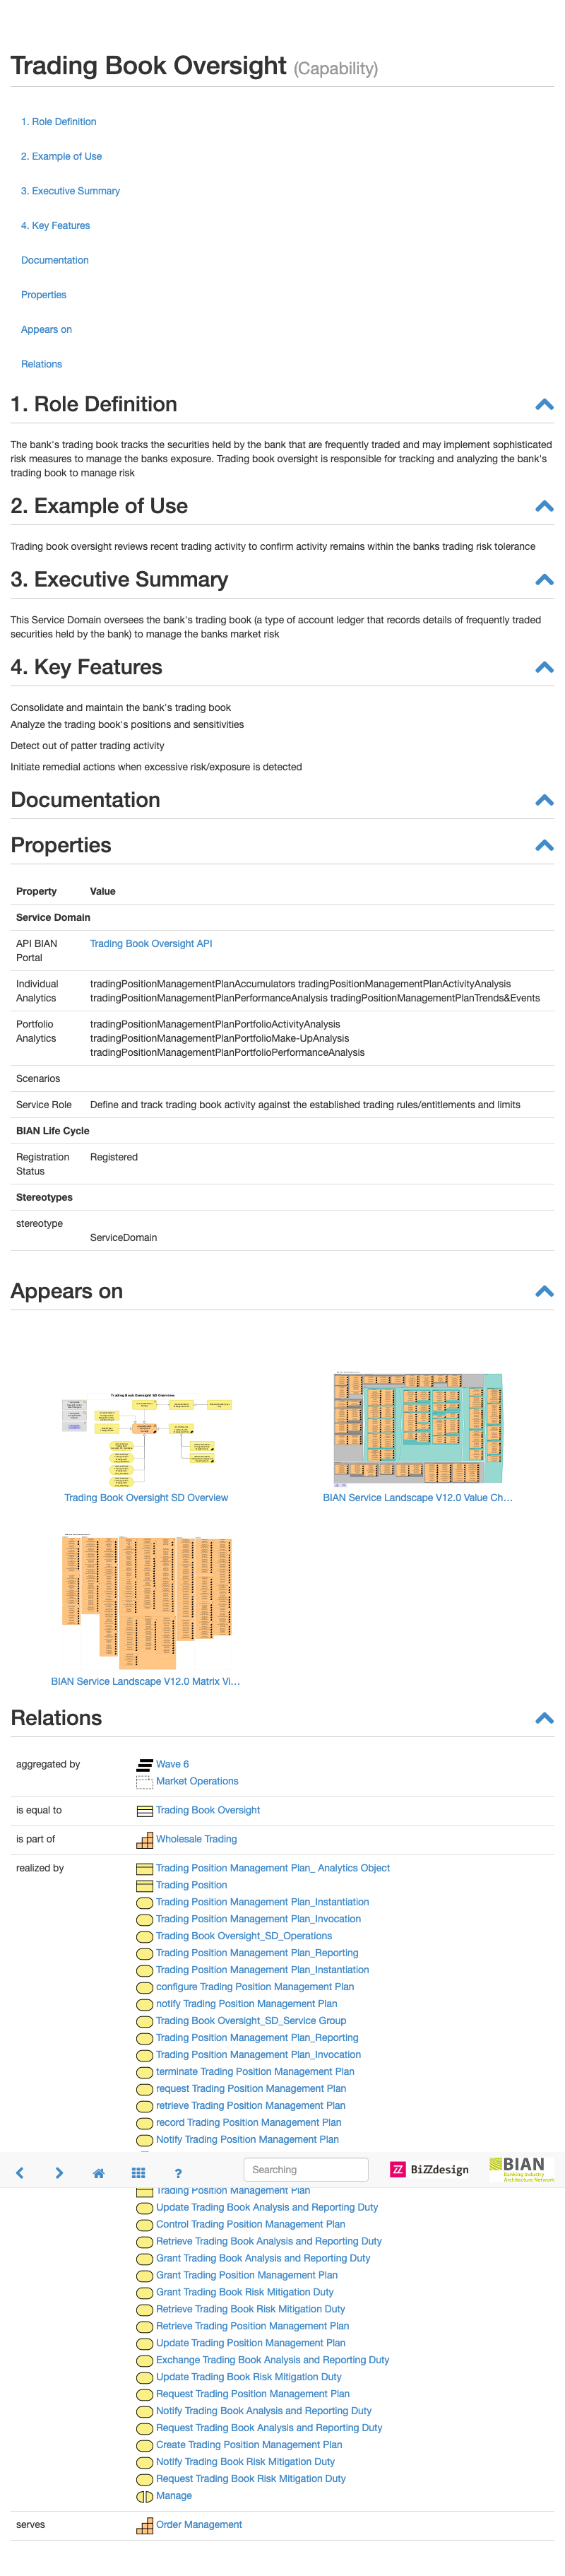 Trading Book Oversight (Capability)
1. Role Definition
2. Example of Use
3. Executive Summary
4. Key Features
Documentation
Properties
Appears on
Relations
1. Role Definition
The bank's trading book tracks the securities held by the bank that are frequently traded and may implement sophisticated
risk measures to manage the banks exposure. Trading book oversight is responsible for tracking and analyzing the bank's
trading book to manage risk
2. Example of Use
Trading book oversight reviews recent trading activity to confirm activity remains within the banks trading risk tolerance
3. Executive Summary
This Service Domain oversees the bank's trading book (a type of account ledger that records details of frequently traded
securities held by the bank) to manage the banks market risk
4. Key Features
Consolidate and maintain the bank's trading book
Analyze the trading book's positions and sensitivities
Detect out of patter trading activity
Initiate remedial actions when excessive risk/exposure is detected
Documentation
Properties
Property Value
Service Domain
API BIAN Trading Book Oversight API
Portal
Individual tradingPositionManagementPlanAccumulators tradingPositionManagementPlanActivityAnalysis
Analytics tradingPositionManagementPlanPerformanceAnalysis tradingPositionManagementPlanTrends&Events
Portfolio tradingPositionManagementPlanPortfolioActivityAnalysis
Analytics tradingPositionManagementPlanPortfolioMake-UpAnalysis
tradingPositionManagementPlanPortfolioPerformanceAnalysis
Scenarios
Service Role Define and track trading book activity against the established trading rules/entitlements and limits
BIAN Life Cycle
Registration Registered
Status
Stereotypes
stereotype
ServiceDomain
Appears on
Trading Book Oversight SD Overview
Trading Book Oversight SD Overview
BIAN Service Landscape V12.0 Value Ch...
BIAN Service Landscape V12.0 Matrix Vi...
Relations
aggregated by Wave 6
Market Operations
is equal to Trading Book Oversight
is part of Wholesale Trading
realized by Trading Position Management Plan_ Analytics Object
Trading Position
Trading Position Management Plan_Instantiation
Trading Position Management Plan_Invocation
Trading Book Oversight_SD_Operations
Trading Position Management Plan_Reporting
Trading Position Management Plan_Instantiation
configure Trading Position Management Plan
notify Trading Position Management Plan
Trading Book Oversight_SD_Service Group
Trading Position Management Plan_Reporting
Trading Position Management Plan_Invocation
terminate Trading Position Management Plan
request Trading Position Management Plan
retrieve Trading Position Management Plan
record Trading Position Management Plan
Notify Trading Position Management Plan
? Searching BiZZdesign BIAN
Banking Industry
Architecture Network
Trading Position Management Plan
Update Trading Book Analysis and Reporting Duty
Control Trading Position Management Plan
Retrieve Trading Book Analysis and Reporting Duty
Grant Trading Book Analysis and Reporting Duty
Grant Trading Position Management Plan
Grant Trading Book Risk Mitigation Duty
Retrieve Trading Book Risk Mitigation Duty
Retrieve Trading Position Management Plan
Update Trading Position Management Plan
Exchange Trading Book Analysis and Reporting Duty
Update Trading Book Risk Mitigation Duty
Request Trading Position Management Plan
Notify Trading Book Analysis and Reporting Duty
Request Trading Book Analysis and Reporting Duty
Create Trading Position Management Plan
Notify Trading Book Risk Mitigation Duty
Request Trading Book Risk Mitigation Duty
Manage
serves Order Management